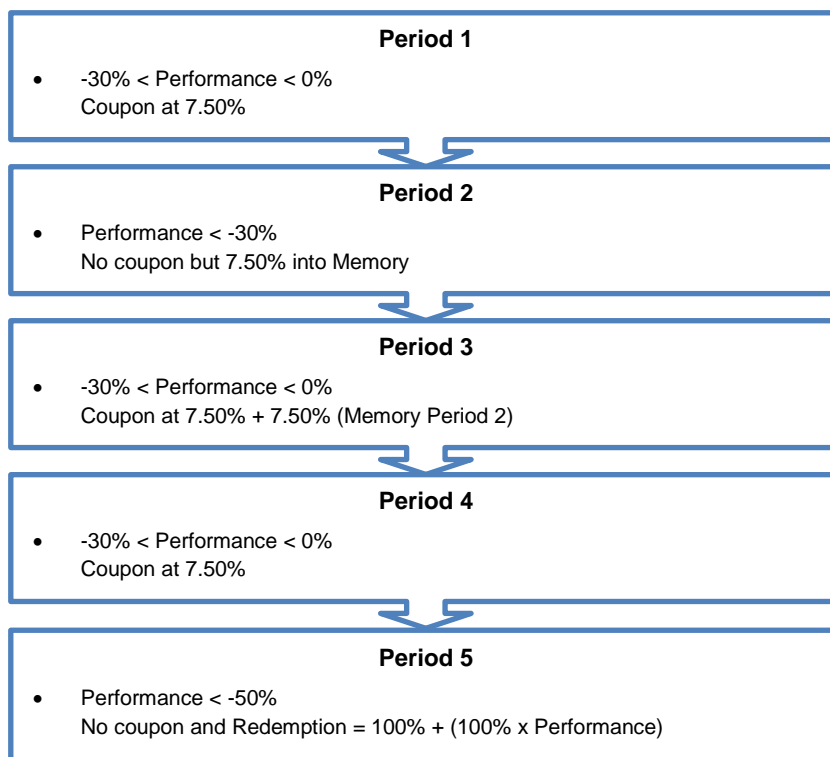 Period 1
• -30% < Performance < 0%
Coupon at 7.50%
Period 2
• Performance < -30%
No coupon but 7.50% into Memory
Period 3
• -30% < Performance < 0%
Coupon at 7.50% + 7.50% (Memory Period 2)
Period 4
• -30% < Performance < 0%
Coupon at 7.50%
Period 5
• Performance < -50%
No coupon and Redemption = 100% + (100% x Performance)